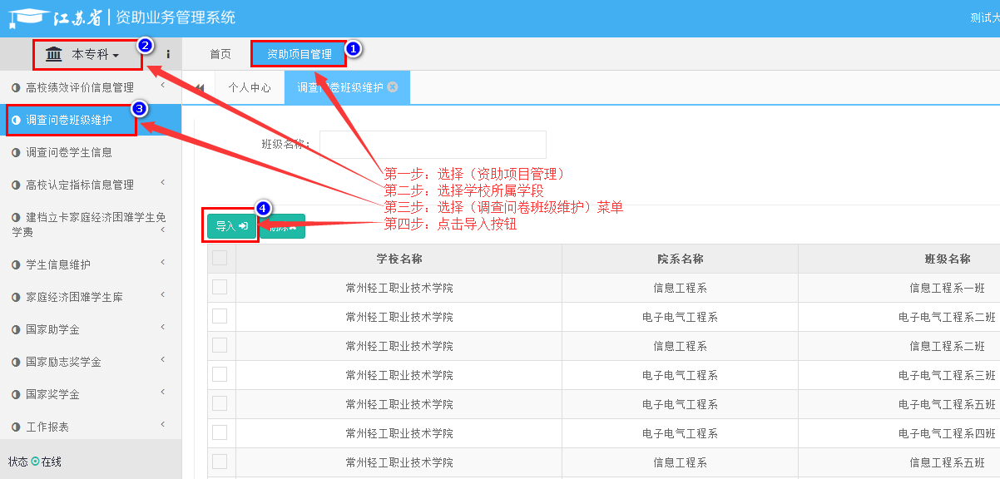 江苏省 | 资助业务管理系统
测试大
本专科
2
首页
资助项目管理
1
高校绩效评价信息管理
个人中心
调查问卷班级维护
3
调查问卷班级维护
班级名称：
调查问卷学生信息
第一步：选择（资助项目管理）
第二步：选择学校所属学段
第三步：选择（调查问卷班级维护）菜单
第四步：点击导入按钮
高校认定指标信息管理
建档立卡家庭经济困难学生免
学费
4
导入
删除
学生信息维护
家庭经济困难学生库
国家助学金
国家励志奖学金
国家奖学金
工作报表
状态 在线
学校名称 院系名称 班级名称
常州轻工职业技术学院 信息工程系 信息工程系一班
常州轻工职业技术学院 电子电气工程系 电子电气工程系二班
常州轻工职业技术学院 信息工程系 信息工程系二班
常州轻工职业技术学院 电子电气工程系 电子电气工程系三班
常州轻工职业技术学院 电子电气工程系 电子电气工程系五班
常州轻工职业技术学院 电子电气工程系 电子电气工程系四班
常州轻工职业技术学院 信息工程系 信息工程系五班